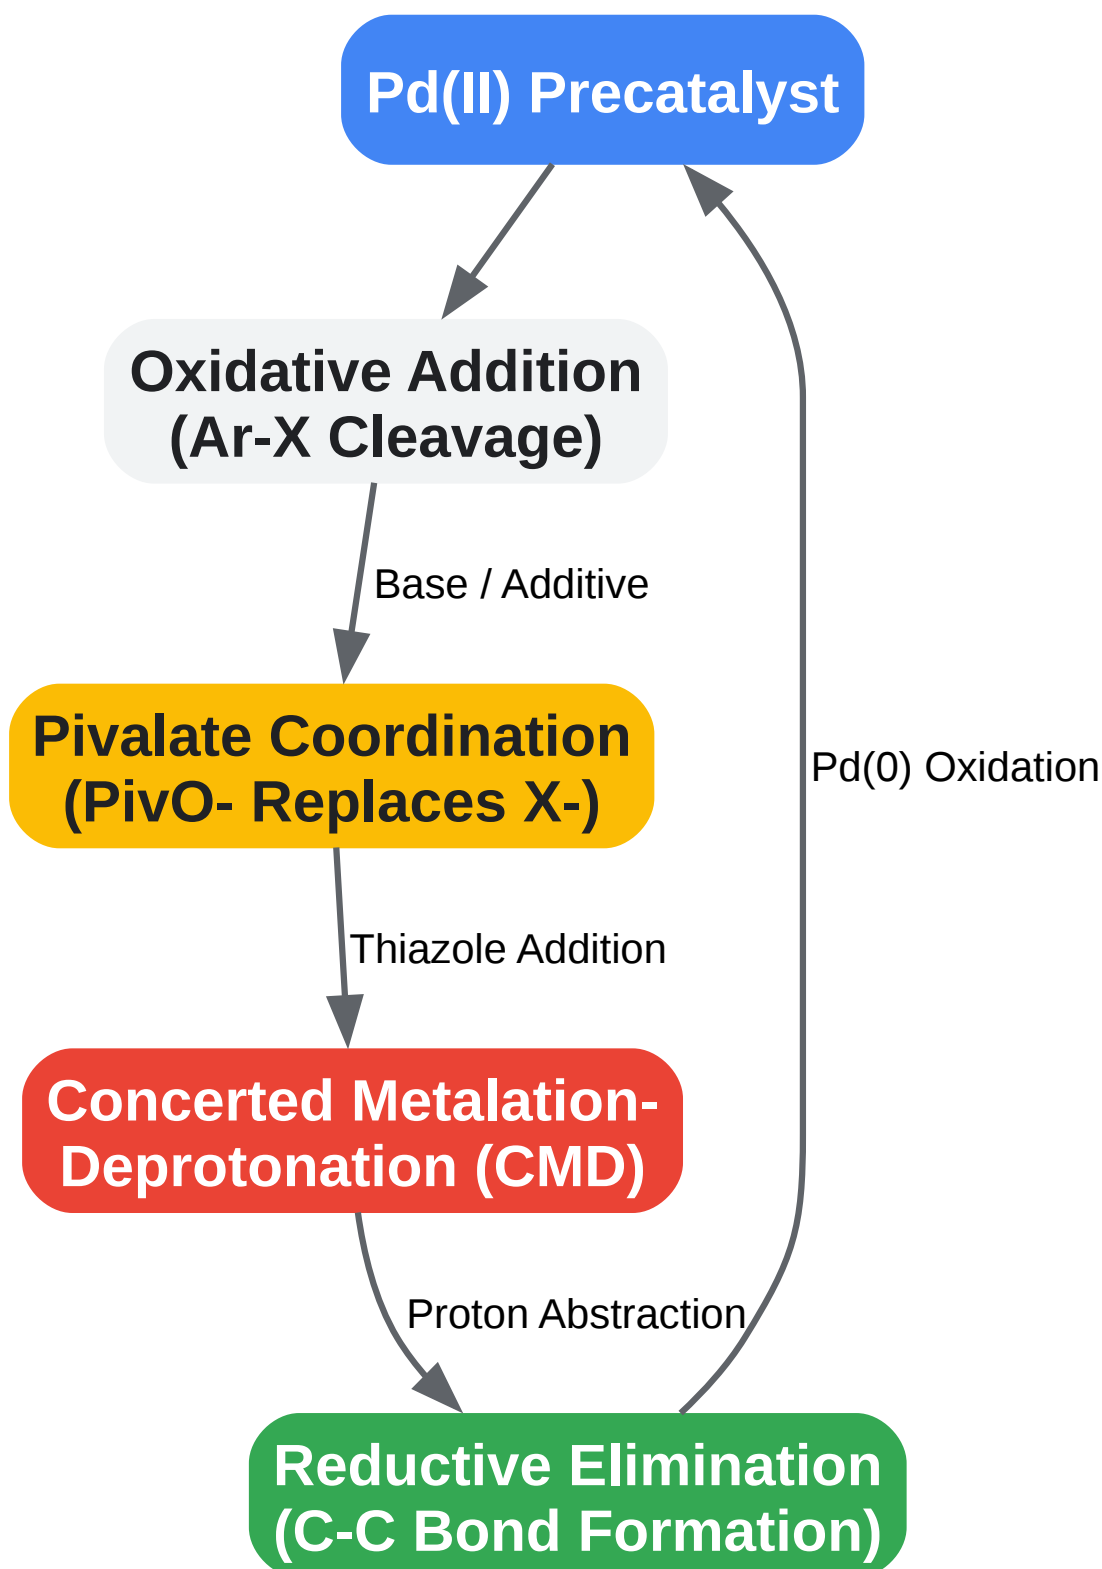 Pd(II) Precatalyst
Oxidative Addition
(Ar-X Cleavage)
Base / Additive
Pivalate Coordination
(PivO- Replaces X-)
Pd(0) Oxidation
Thiazole Addition
Concerted Metalation-
Deprotonation (CMD)
Proton Abstraction
Reductive Elimination
(C-C Bond Formation)